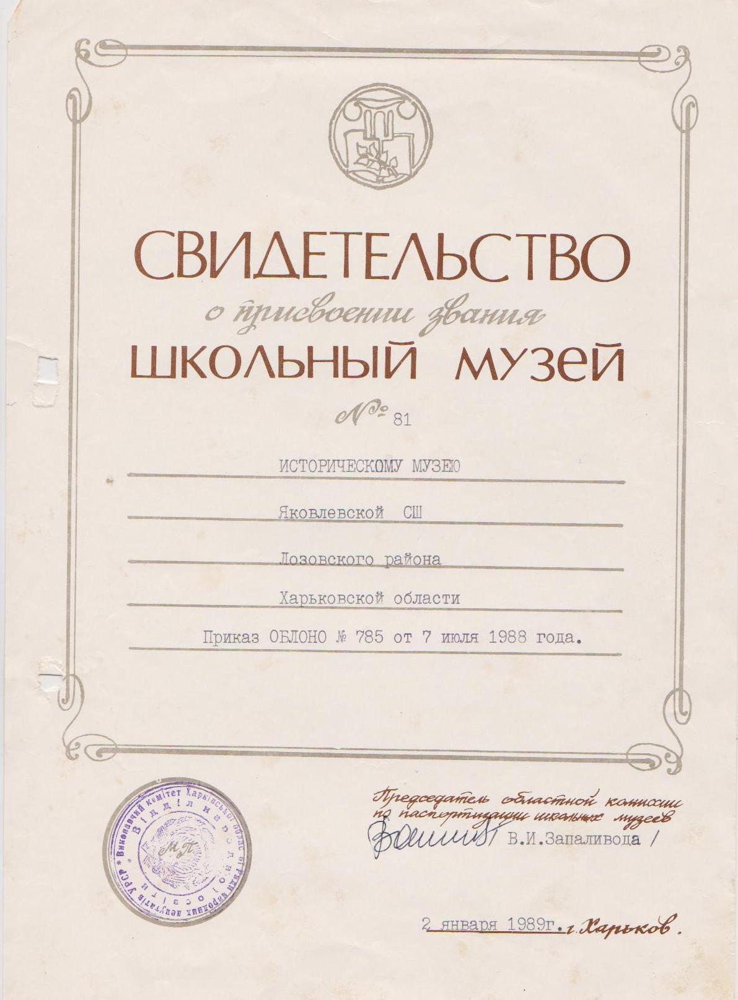 СВИДЕТЕЛЬСТВО
о присвоении звания
ШКОЛЬНЫЙ МУЗЕЙ
№ 81
ИСТОРИЧЕСКОМУ МУЗЕЮ
Яковлевской СШ
Лозовского района
Харьковской области
Приказ ОБЛОНО № 785 от 7 июля 1988 года.
Председатель областной комиссии
по паспортизации школьных музеев
В.И.Запаливода /
2 января 1989г. г. Харьков.
* Виконавчий комітет Харківської обласної Ради народних депутатів УРСР *
Відділ народної освіти
М.П.